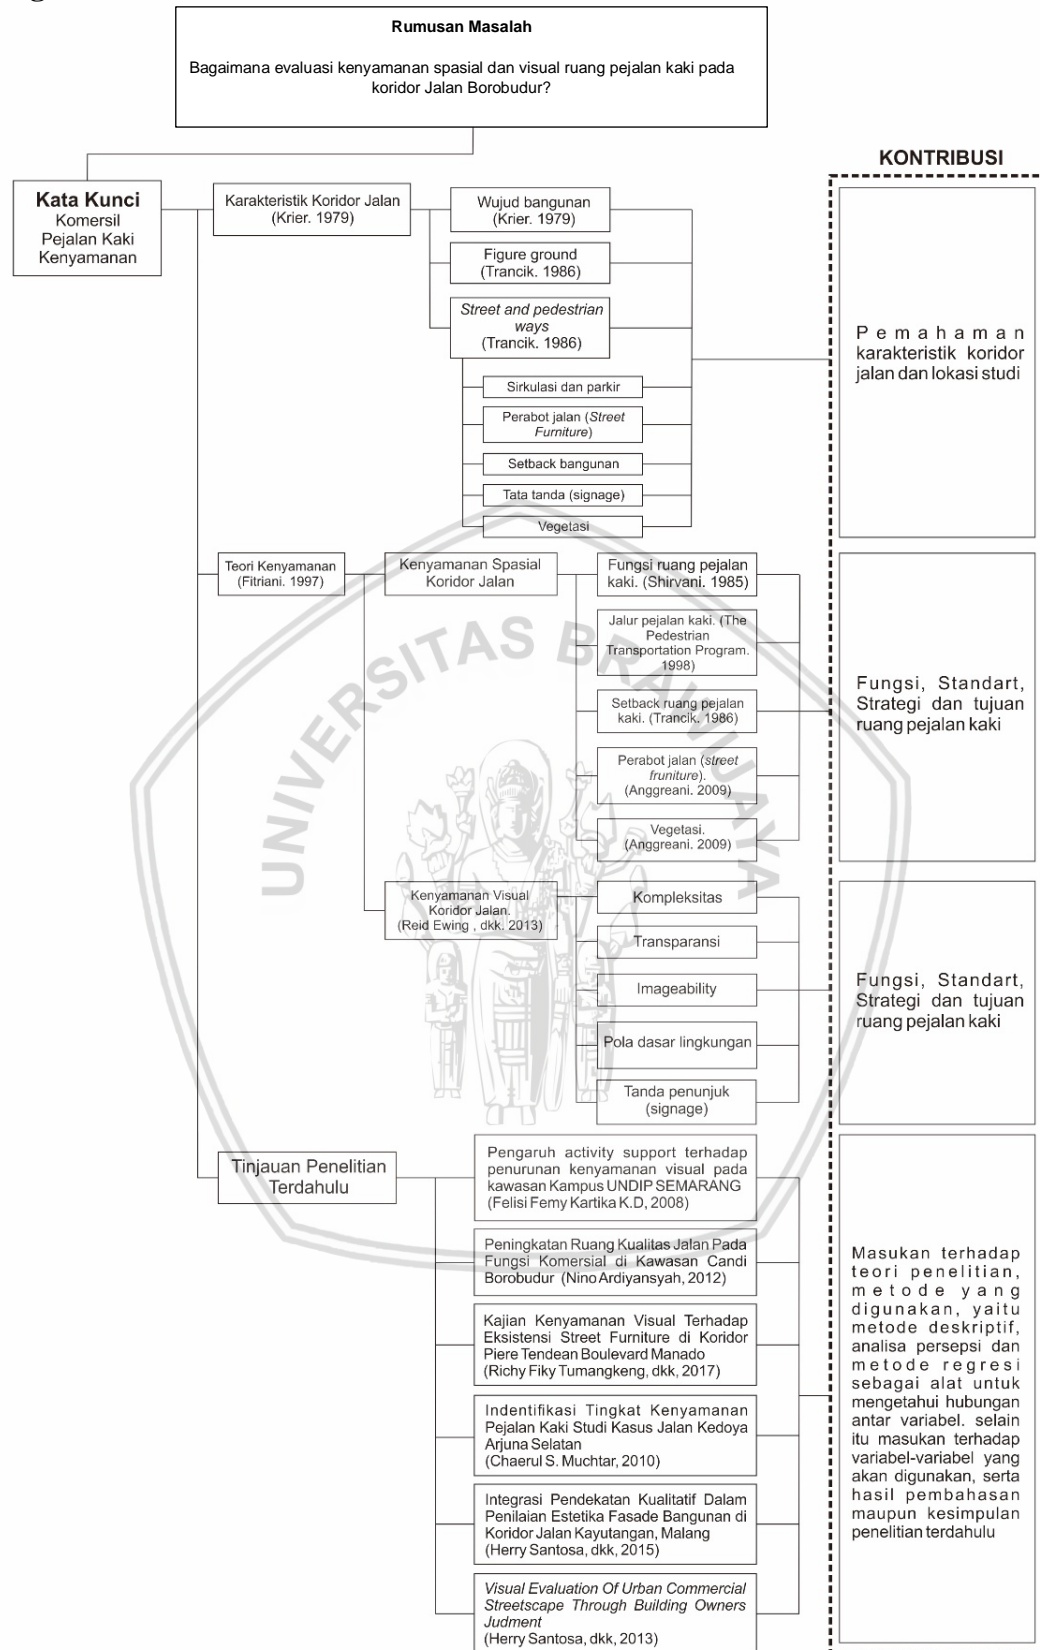 Rumusan Masalah
Bagaimana evaluasi kenyamanan spasial dan visual ruang pejalan kaki pada
koridor Jalan Borobudur?
KONTRIBUSI
Kata Kunci
Komersil
Pejalan Kaki
Kenyamanan
Karakteristik Koridor Jalan
(Krier. 1979)
Wujud bangunan
(Krier. 1979)
Figure ground
(Trancik. 1986)
Street and pedestrian
ways
(Trancik. 1986)
Sirkulasi dan parkir
Perabot jalan (Street
Furniture)
Setback bangunan
Tata tanda (signage)
Vegetasi
Pemahaman
karakteristik koridor
jalan dan lokasi studi
Teori Kenyamanan
(Fitriani. 1997)
Kenyamanan Spasial
Koridor Jalan
Fungsi ruang pejalan
kaki. (Shirvani. 1985)
Jalur pejalan kaki. (The
Pedestrian
Transportation Program.
1998)
Setback ruang pejalan
kaki. (Trancik. 1986)
Perabot jalan (street
fruniture).
(Anggreani. 2009)
Vegetasi.
(Anggreani. 2009)
Fungsi, Standart,
Strategi dan tujuan
ruang pejalan kaki
Kenyamanan Visual
Koridor Jalan.
(Reid Ewing , dkk. 2013)
Kompleksitas
Transparansi
Imageability
Pola dasar lingkungan
Tanda penunjuk
(signage)
Fungsi, Standart,
Strategi dan tujuan
ruang pejalan kaki
Tinjauan Penelitian
Terdahulu
Pengaruh activity support terhadap
penurunan kenyamanan visual pada
kawasan Kampus UNDIP SEMARANG
(Felisi Femy Kartika K.D, 2008)
Peningkatan Ruang Kualitas Jalan Pada
Fungsi Komersial di Kawasan Candi
Borobudur (Nino Ardiyansyah, 2012)
Kajian Kenyamanan Visual Terhadap
Eksistensi Street Furniture di Koridor
Piere Tendean Boulevard Manado
(Richy Fiky Tumangkeng, dkk, 2017)
Indentifikasi Tingkat Kenyamanan
Pejalan Kaki Studi Kasus Jalan Kedoya
Arjuna Selatan
(Chaerul S. Muchtar, 2010)
Integrasi Pendekatan Kualitatif Dalam
Penilaian Estetika Fasade Bangunan di
Koridor Jalan Kayutangan, Malang
(Herry Santosa, dkk, 2015)
Visual Evaluation Of Urban Commercial
Streetscape Through Building Owners
Judment
(Herry Santosa, dkk, 2013)
Masukan terhadap
teori penelitian,
metode yang
digunakan, yaitu
metode deskriptif,
analisa persepsi dan
metode regresi
sebagai alat untuk
mengetahui hubungan
antar variabel. selain
itu masukan terhadap
variabel-variabel yang
akan digunakan, serta
hasil pembahasan
maupun kesimpulan
penelitian terdahulu
UNIVERSITAS BRAWIJAYA